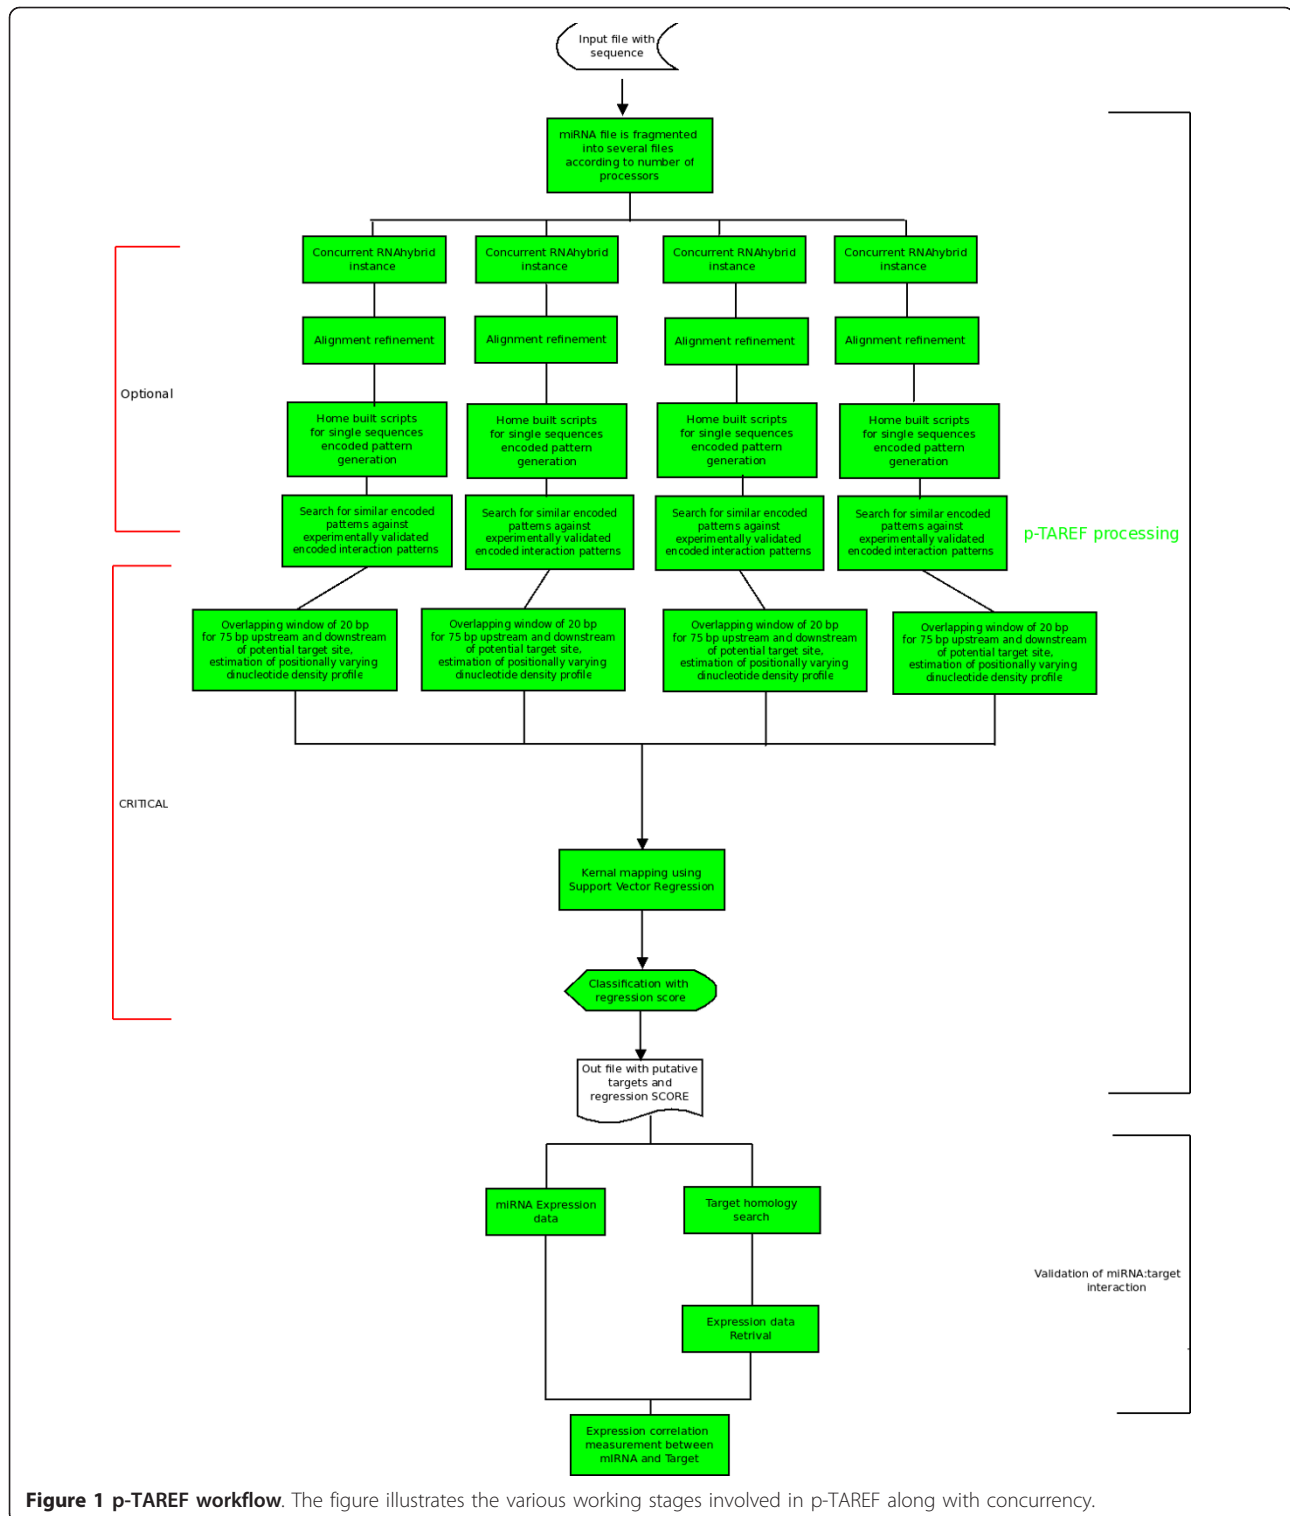 Input file with
sequence
miRNA file is fragmented
into several files
according to number of
processors
Concurrent RNAhybrid
instance
Concurrent RNAhybrid
instance
Concurrent RNAhybrid
instance
Concurrent RNAhybrid
instance
Alignment refinement
Alignment refinement
Alignment refinement
Alignment refinement
Optional
Home built scripts
for single sequences
encoded pattern
generation
Home built scripts
for single sequences
encoded pattern
generation
Home built scripts
for single sequences
encoded pattern
generation
Home built scripts
for single sequences
encoded pattern
generation
Search for similar encoded
patterns against
experimentally validated
encoded interaction patterns
Search for similar encoded
patterns against
experimentally validated
encoded interaction patterns
Search for similar encoded
patterns against
experimentally validated
encoded interaction patterns
Search for similar encoded
patterns against
experimentally validated
encoded interaction patterns
p-TAREF processing
Overlapping window of 20 bp
for 75 bp upstream and downstream
of potential target site,
estimation of positionally varying
dinucleotide density profile
Overlapping window of 20 bp
for 75 bp upstream and downstream
of potential target site,
estimation of positionally varying
dinucleotide density profile
Overlapping window of 20 bp
for 75 bp upstream and downstream
of potential target site,
estimation of positionally varying
dinucleotide density profile
Overlapping window of 20 bp
for 75 bp upstream and downstream
of potential target site,
estimation of positionally varying
dinucleotide density profile
CRITICAL
Kernal mapping using
Support Vector Regression
Classification with
regression score
Out file with putative
targets and
regression SCORE
miRNA Expression
data
Target homology
search
Validation of miRNA:target
interaction
Expression data
Retrival
Expression correlation
measurement between
miRNA and Target
Figure 1 p-TAREF workflow. The figure illustrates the various working stages involved in p-TAREF along with concurrency.